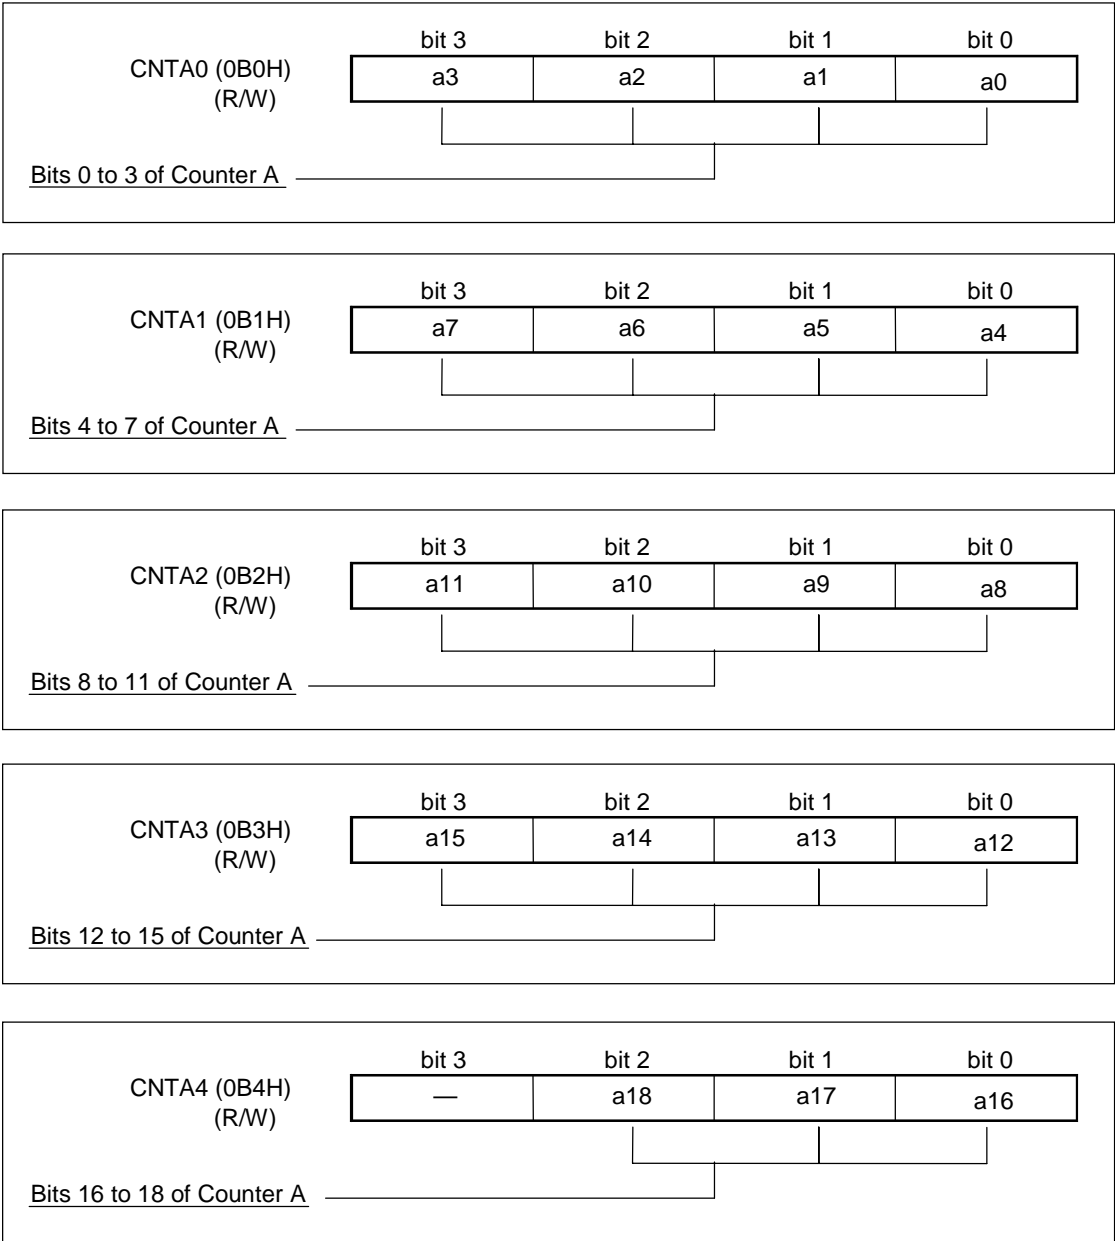 bit 3 bit 2 bit 1 bit 0
CNTA0 (0B0H) a3 a2 a1 a0
(R/W)
Bits 0 to 3 of Counter A
bit 3 bit 2 bit 1 bit 0
CNTA1 (0B1H) a7 a6 a5 a4
(R/W)
Bits 4 to 7 of Counter A
bit 3 bit 2 bit 1 bit 0
CNTA2 (0B2H) a11 a10 a9 a8
(R/W)
Bits 8 to 11 of Counter A
bit 3 bit 2 bit 1 bit 0
CNTA3 (0B3H) a15 a14 a13 a12
(R/W)
Bits 12 to 15 of Counter A
bit 3 bit 2 bit 1 bit 0
CNTA4 (0B4H) — a18 a17 a16
(R/W)
Bits 16 to 18 of Counter A